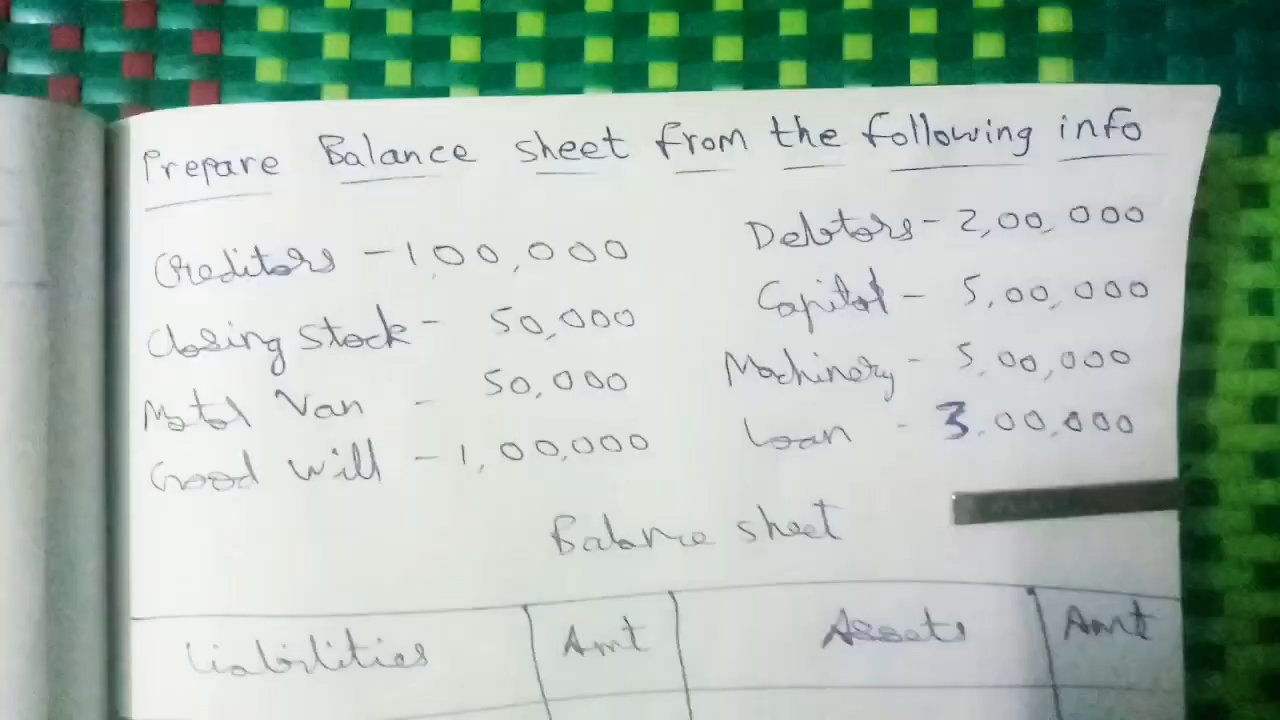 Prepare Balance sheet from the following info
Creditors - 100,000 Debtors - 2,00,000
Closing Stock - 50,000 Capital - 5,00,000
Motor Van - 50,000 Machinery - 5,00,000
Good will - 1,00,000 Loan - 3,00,000
Balance sheet
Liabilities Amt Assets Amt